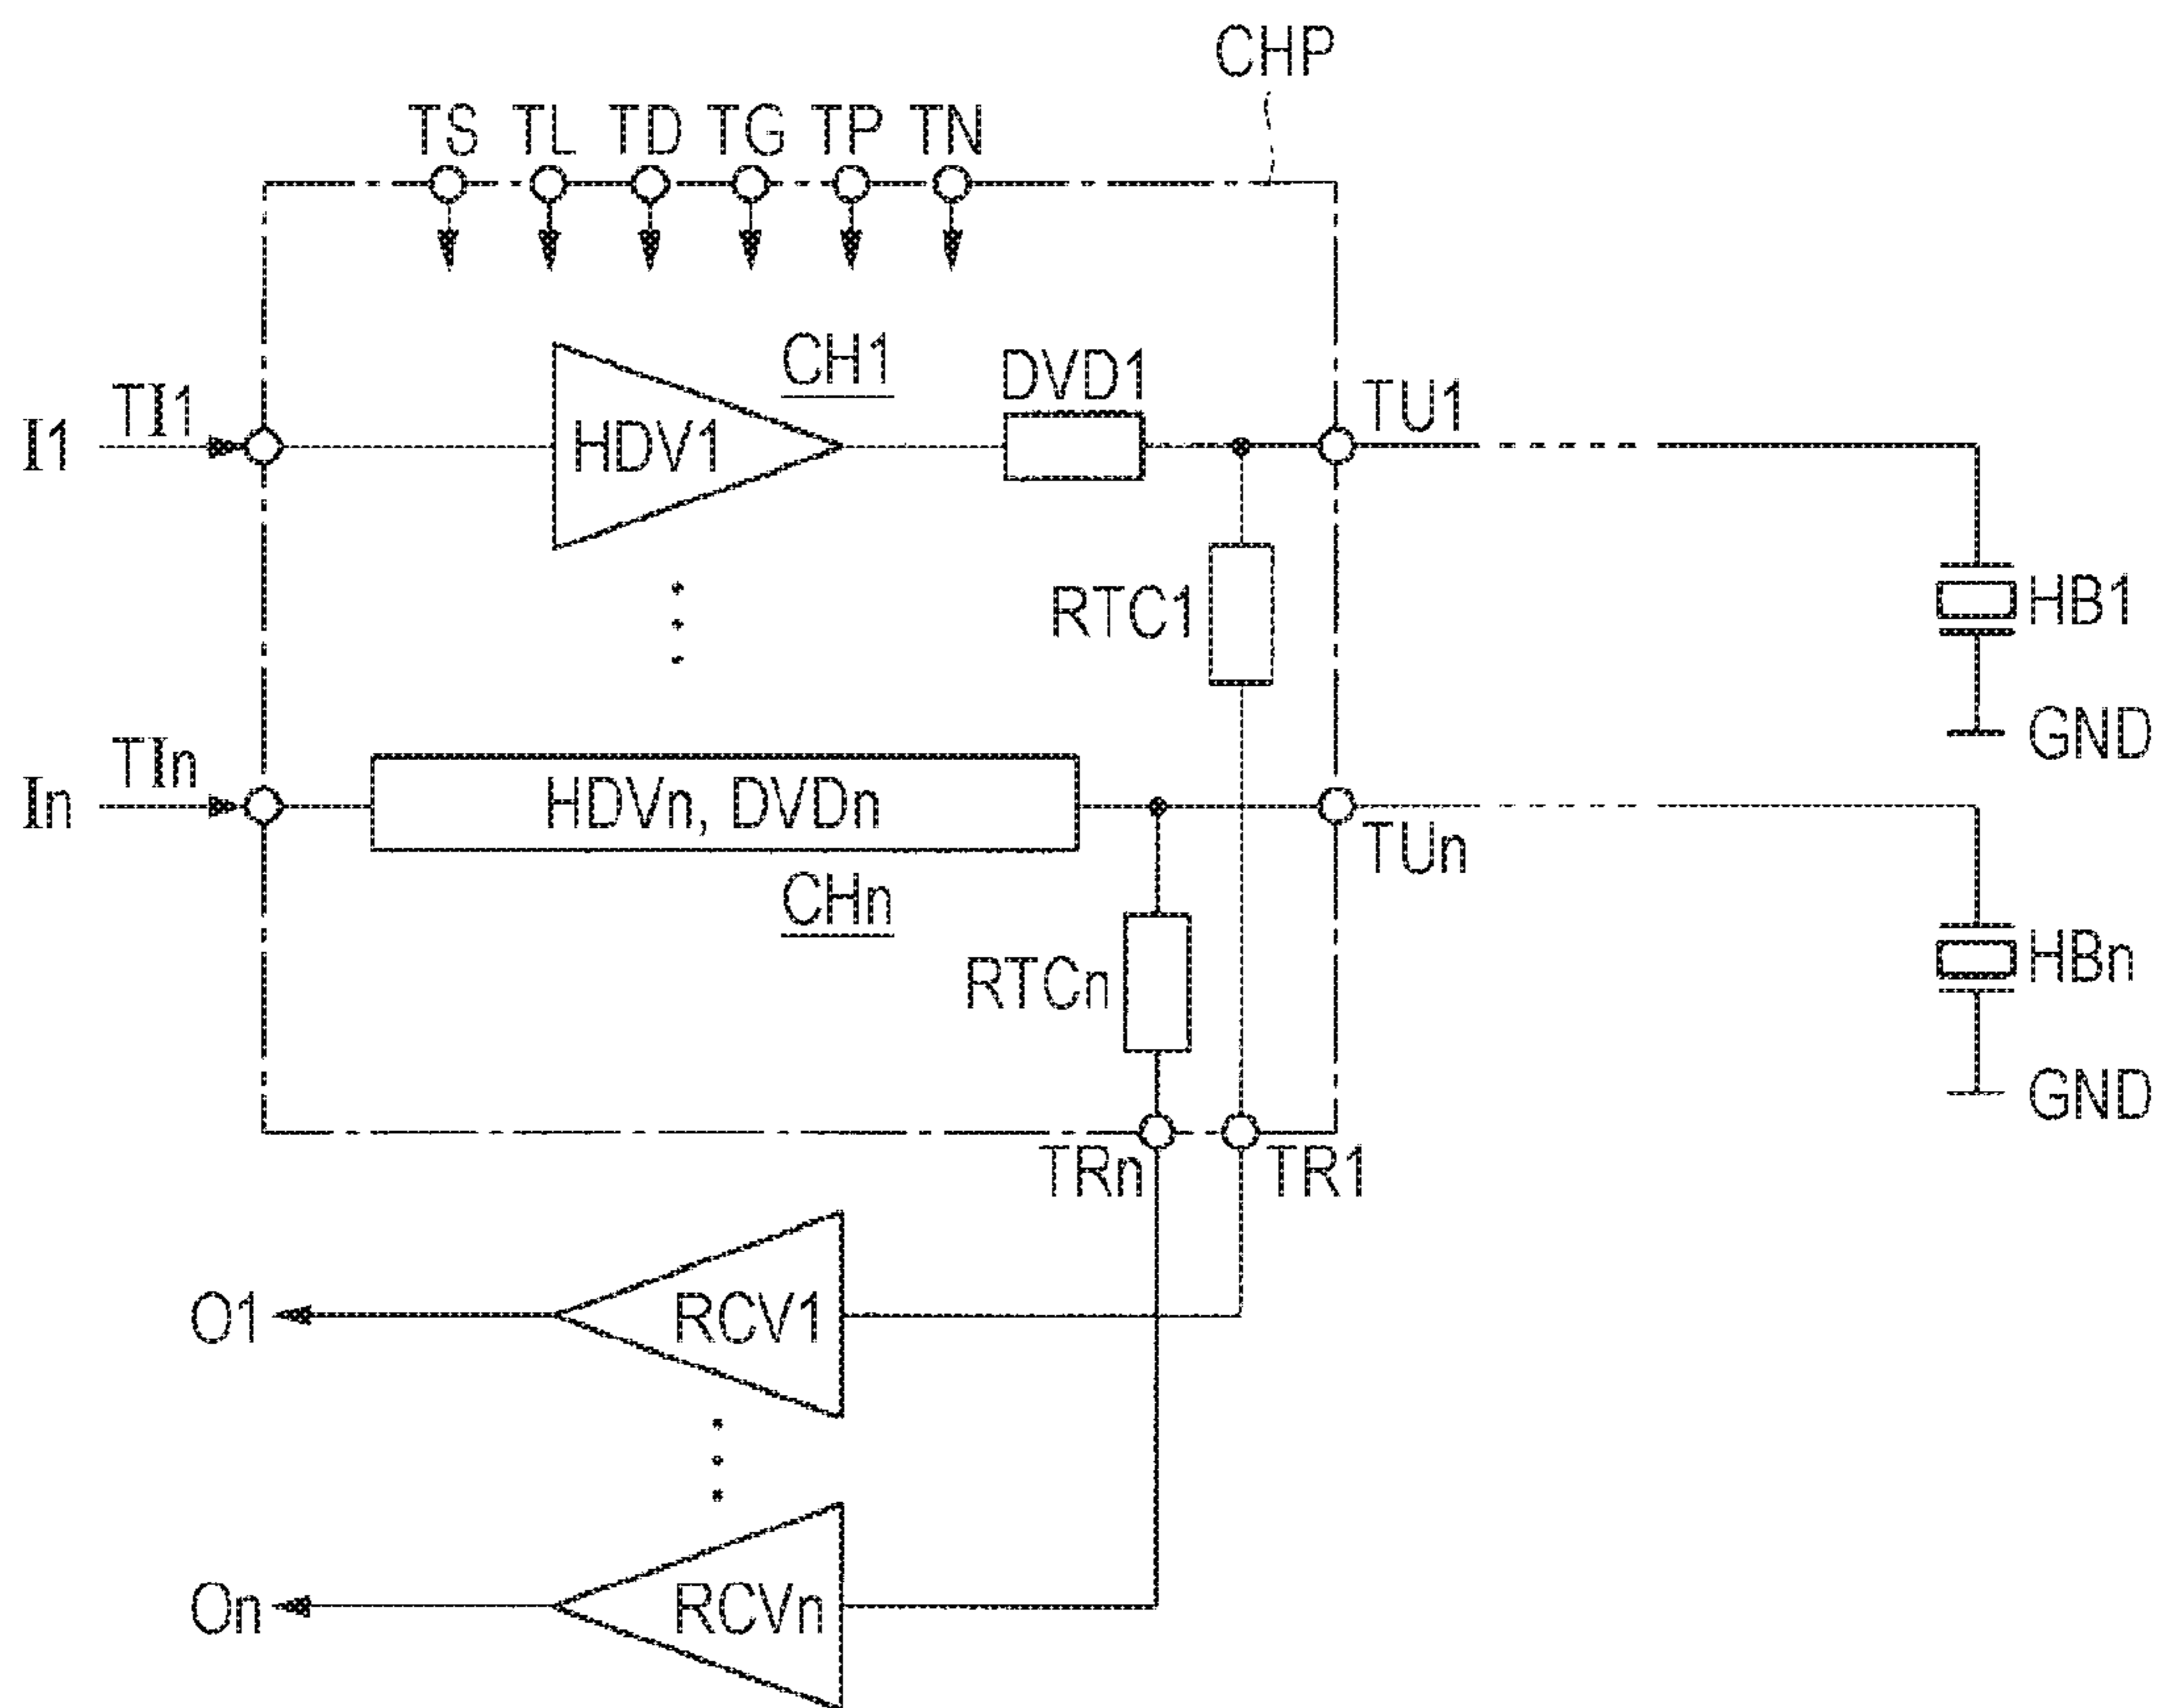 CHP
TS TL TD TG TP TN
CH1
DVD1
TI1
TU1
I1
HDV1
RTC1
HB1
GND
TIn
In
HDVn, DVDn
TUn
CHn
RTCn
HBn
GND
TRn
TR1
O1
RCV1
On
RCVn